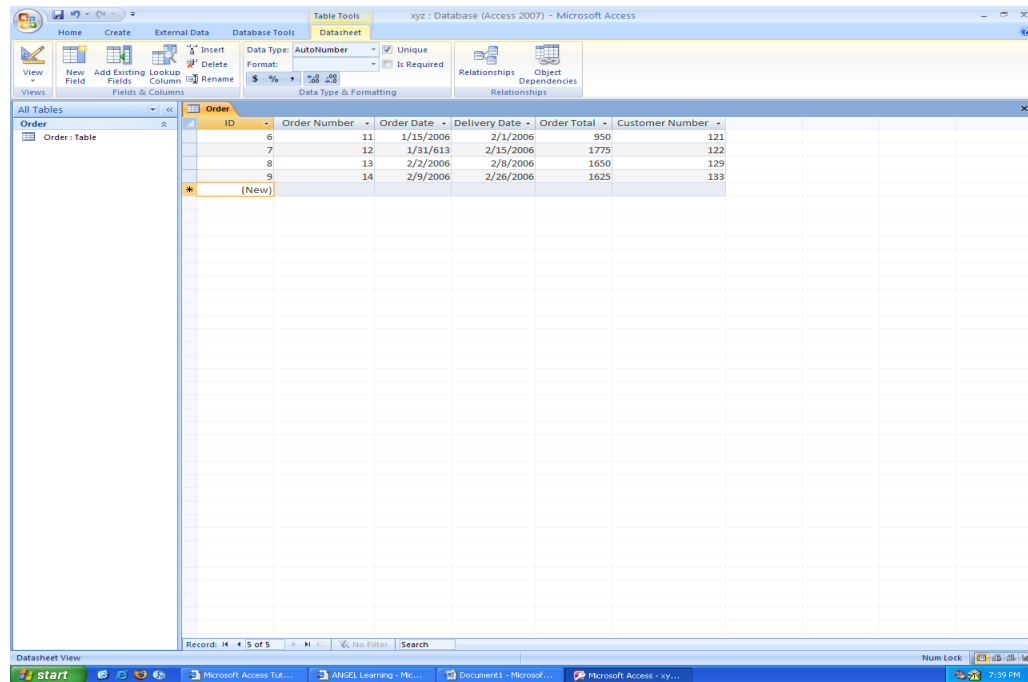 Table Tools xyz : Database (Access 2007) - Microsoft Access
Home Create External Data Database Tools Datasheet
View
Views
New Field
Add Existing Fields
Lookup Column
Insert
Delete
Rename
Fields & Columns
Data Type: AutoNumber
Format:
$ % , .00 .00
Unique
Is Required
Data Type & Formatting
Relationships
Object Dependencies
Relationships
All Tables
Order
Order : Table
Order
ID Order Number Order Date Delivery Date Order Total Customer Number
6 11 1/15/2006 2/1/2006 950 121
7 12 1/31/613 2/15/2006 1775 122
8 13 2/2/2006 2/8/2006 1650 129
9 14 2/9/2006 2/26/2006 1625 133
(New)
Record: 5 of 5 No Filter Search
Datasheet View Num Lock
start Microsoft Access Tut... ANGEL Learning - Mic... Document1 - Microsof... Microsoft Access - xy... 7:39 PM